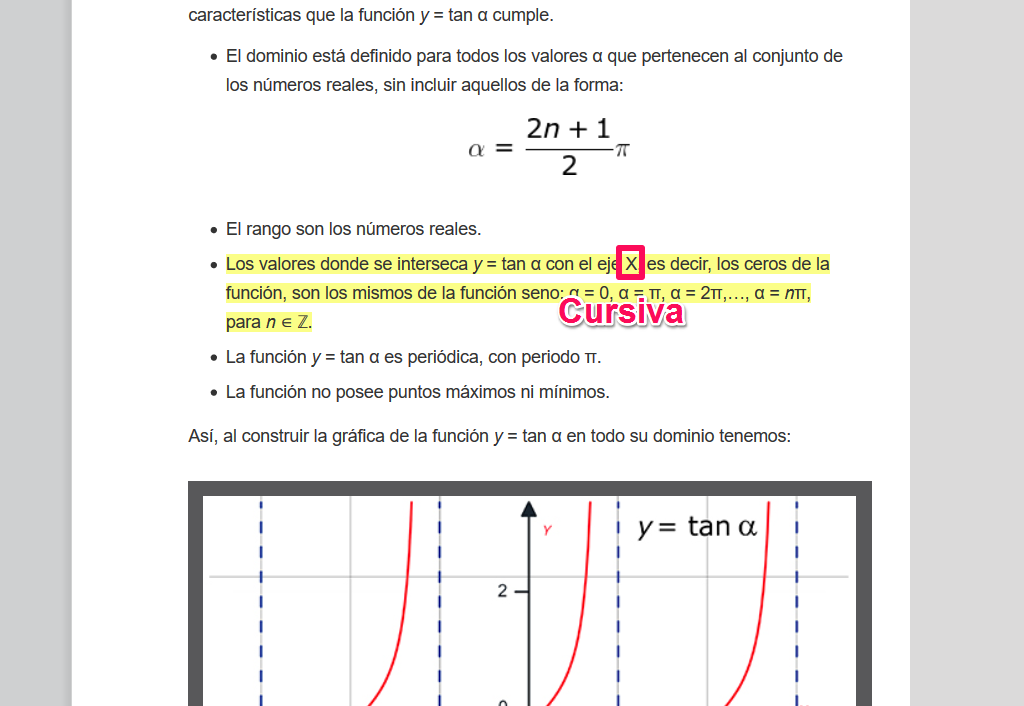 características que la función y = tan α cumple.
• El dominio está definido para todos los valores α que pertenecen al conjunto de
los números reales, sin incluir aquellos de la forma:
α = (2n + 1)/2 π
• El rango son los números reales.
• Los valores donde se interseca y = tan α con el eje X es decir, los ceros de la
función, son los mismos de la función seno: α = 0, α = π, α = 2π,…, α = nπ,
Cursiva
para n ∈ ℤ.
• La función y = tan α es periódica, con periodo π.
• La función no posee puntos máximos ni mínimos.
Así, al construir la gráfica de la función y = tan α en todo su dominio tenemos:
Y
y = tan α
2